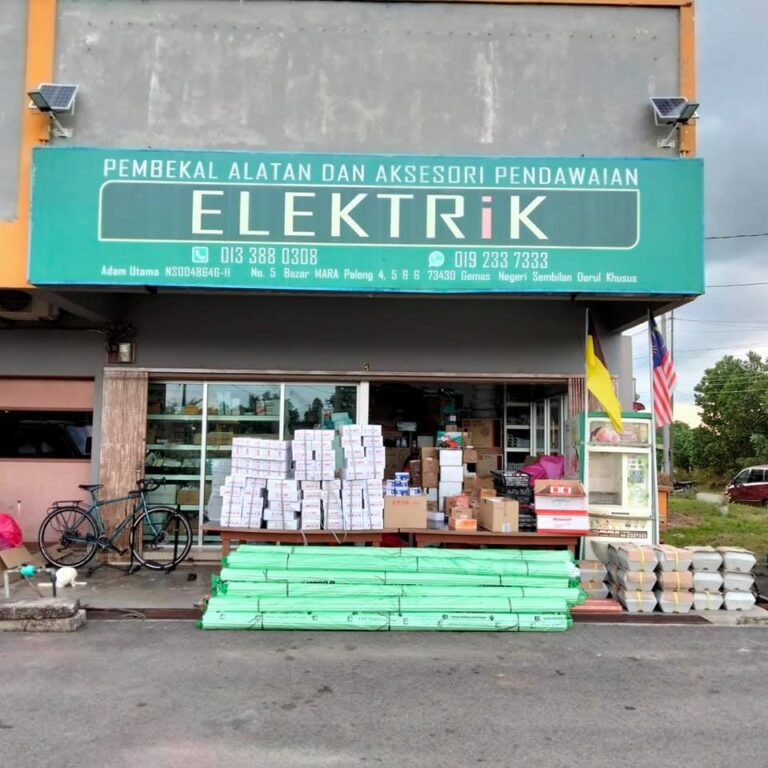 PEMBEKAL ALATAN DAN AKSESORI PENDAWAIAN
ELEKTRiK
013 388 0308 019 233 7333
Adam Utama NS0048646-H No. 5 Bazar MARA Palong 4, 5 & 6 73430 Gemas Negeri Sembilan Darul Khusus
5